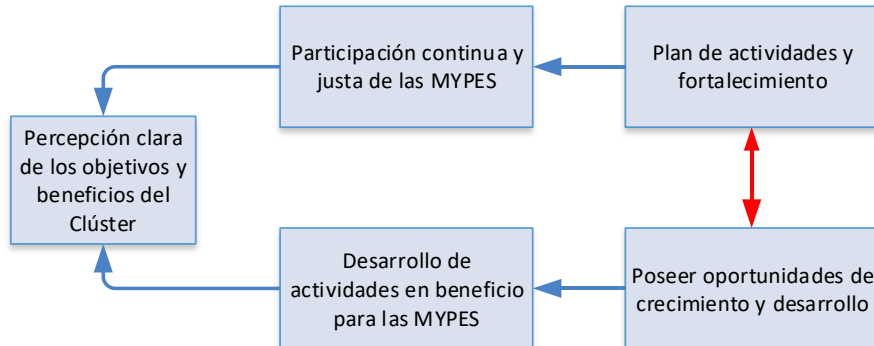 Participación continua y
justa de las MYPES
Plan de actividades y
fortalecimiento
Percepción clara
de los objetivos y
beneficios del
Clúster
Desarrollo de
actividades en beneficio
para las MYPES
Poseer oportunidades de
crecimiento y desarrollo